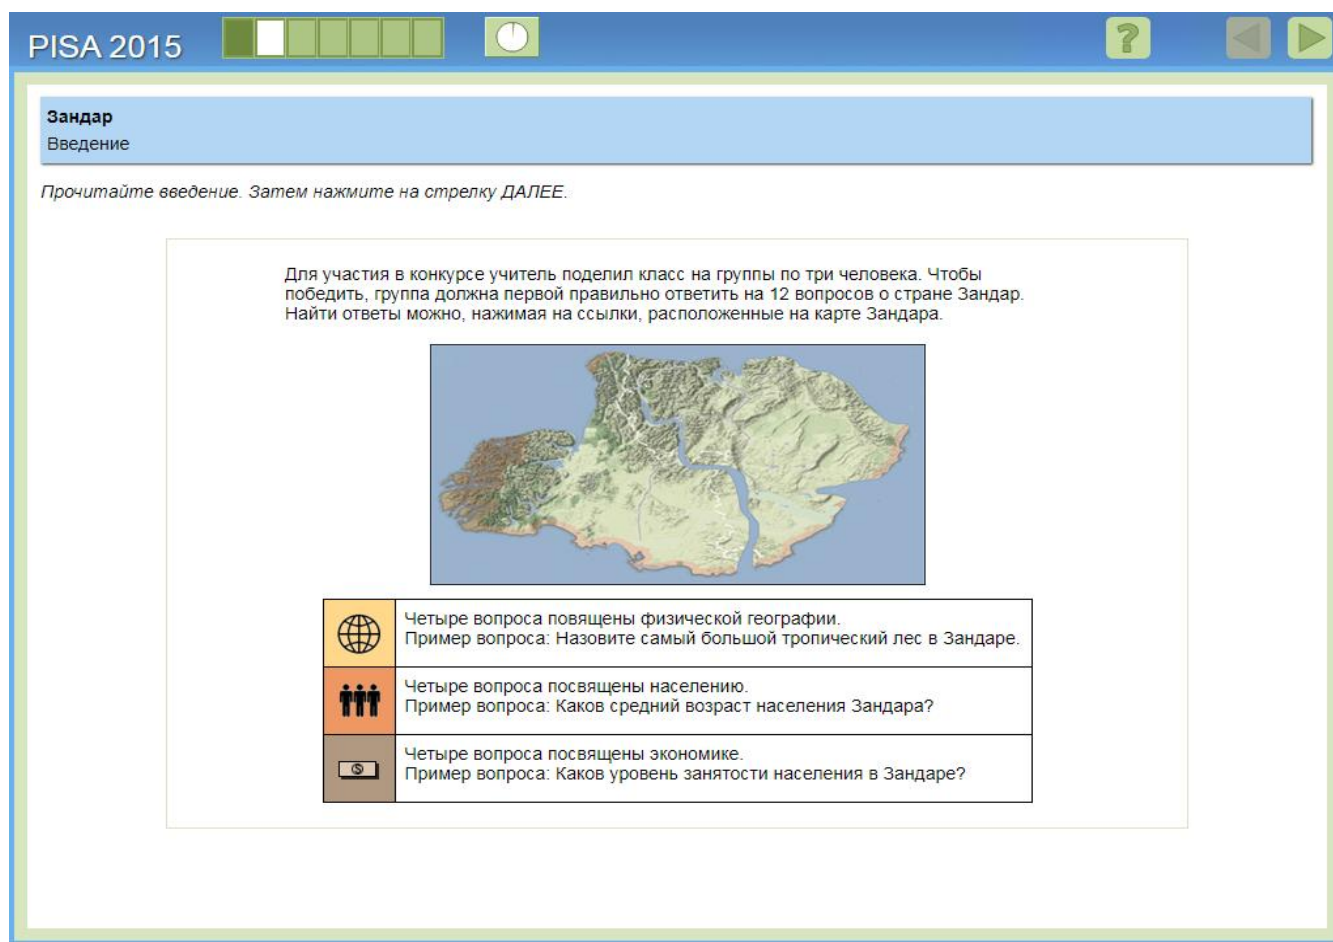 PISA 2015
?
Зандар
Введение
Прочитайте введение. Затем нажмите на стрелку ДАЛЕЕ.
Для участия в конкурсе учитель поделил класс на группы по три человека. Чтобы
победить, группа должна первой правильно ответить на 12 вопросов о стране Зандар.
Найти ответы можно, нажимая на ссылки, расположенные на карте Зандара.
Четыре вопроса повящены физической географии.
Пример вопроса: Назовите самый большой тропический лес в Зандаре.
Четыре вопроса посвящены населению.
Пример вопроса: Каков средний возраст населения Зандара?
Четыре вопроса посвящены экономике.
Пример вопроса: Каков уровень занятости населения в Зандаре?